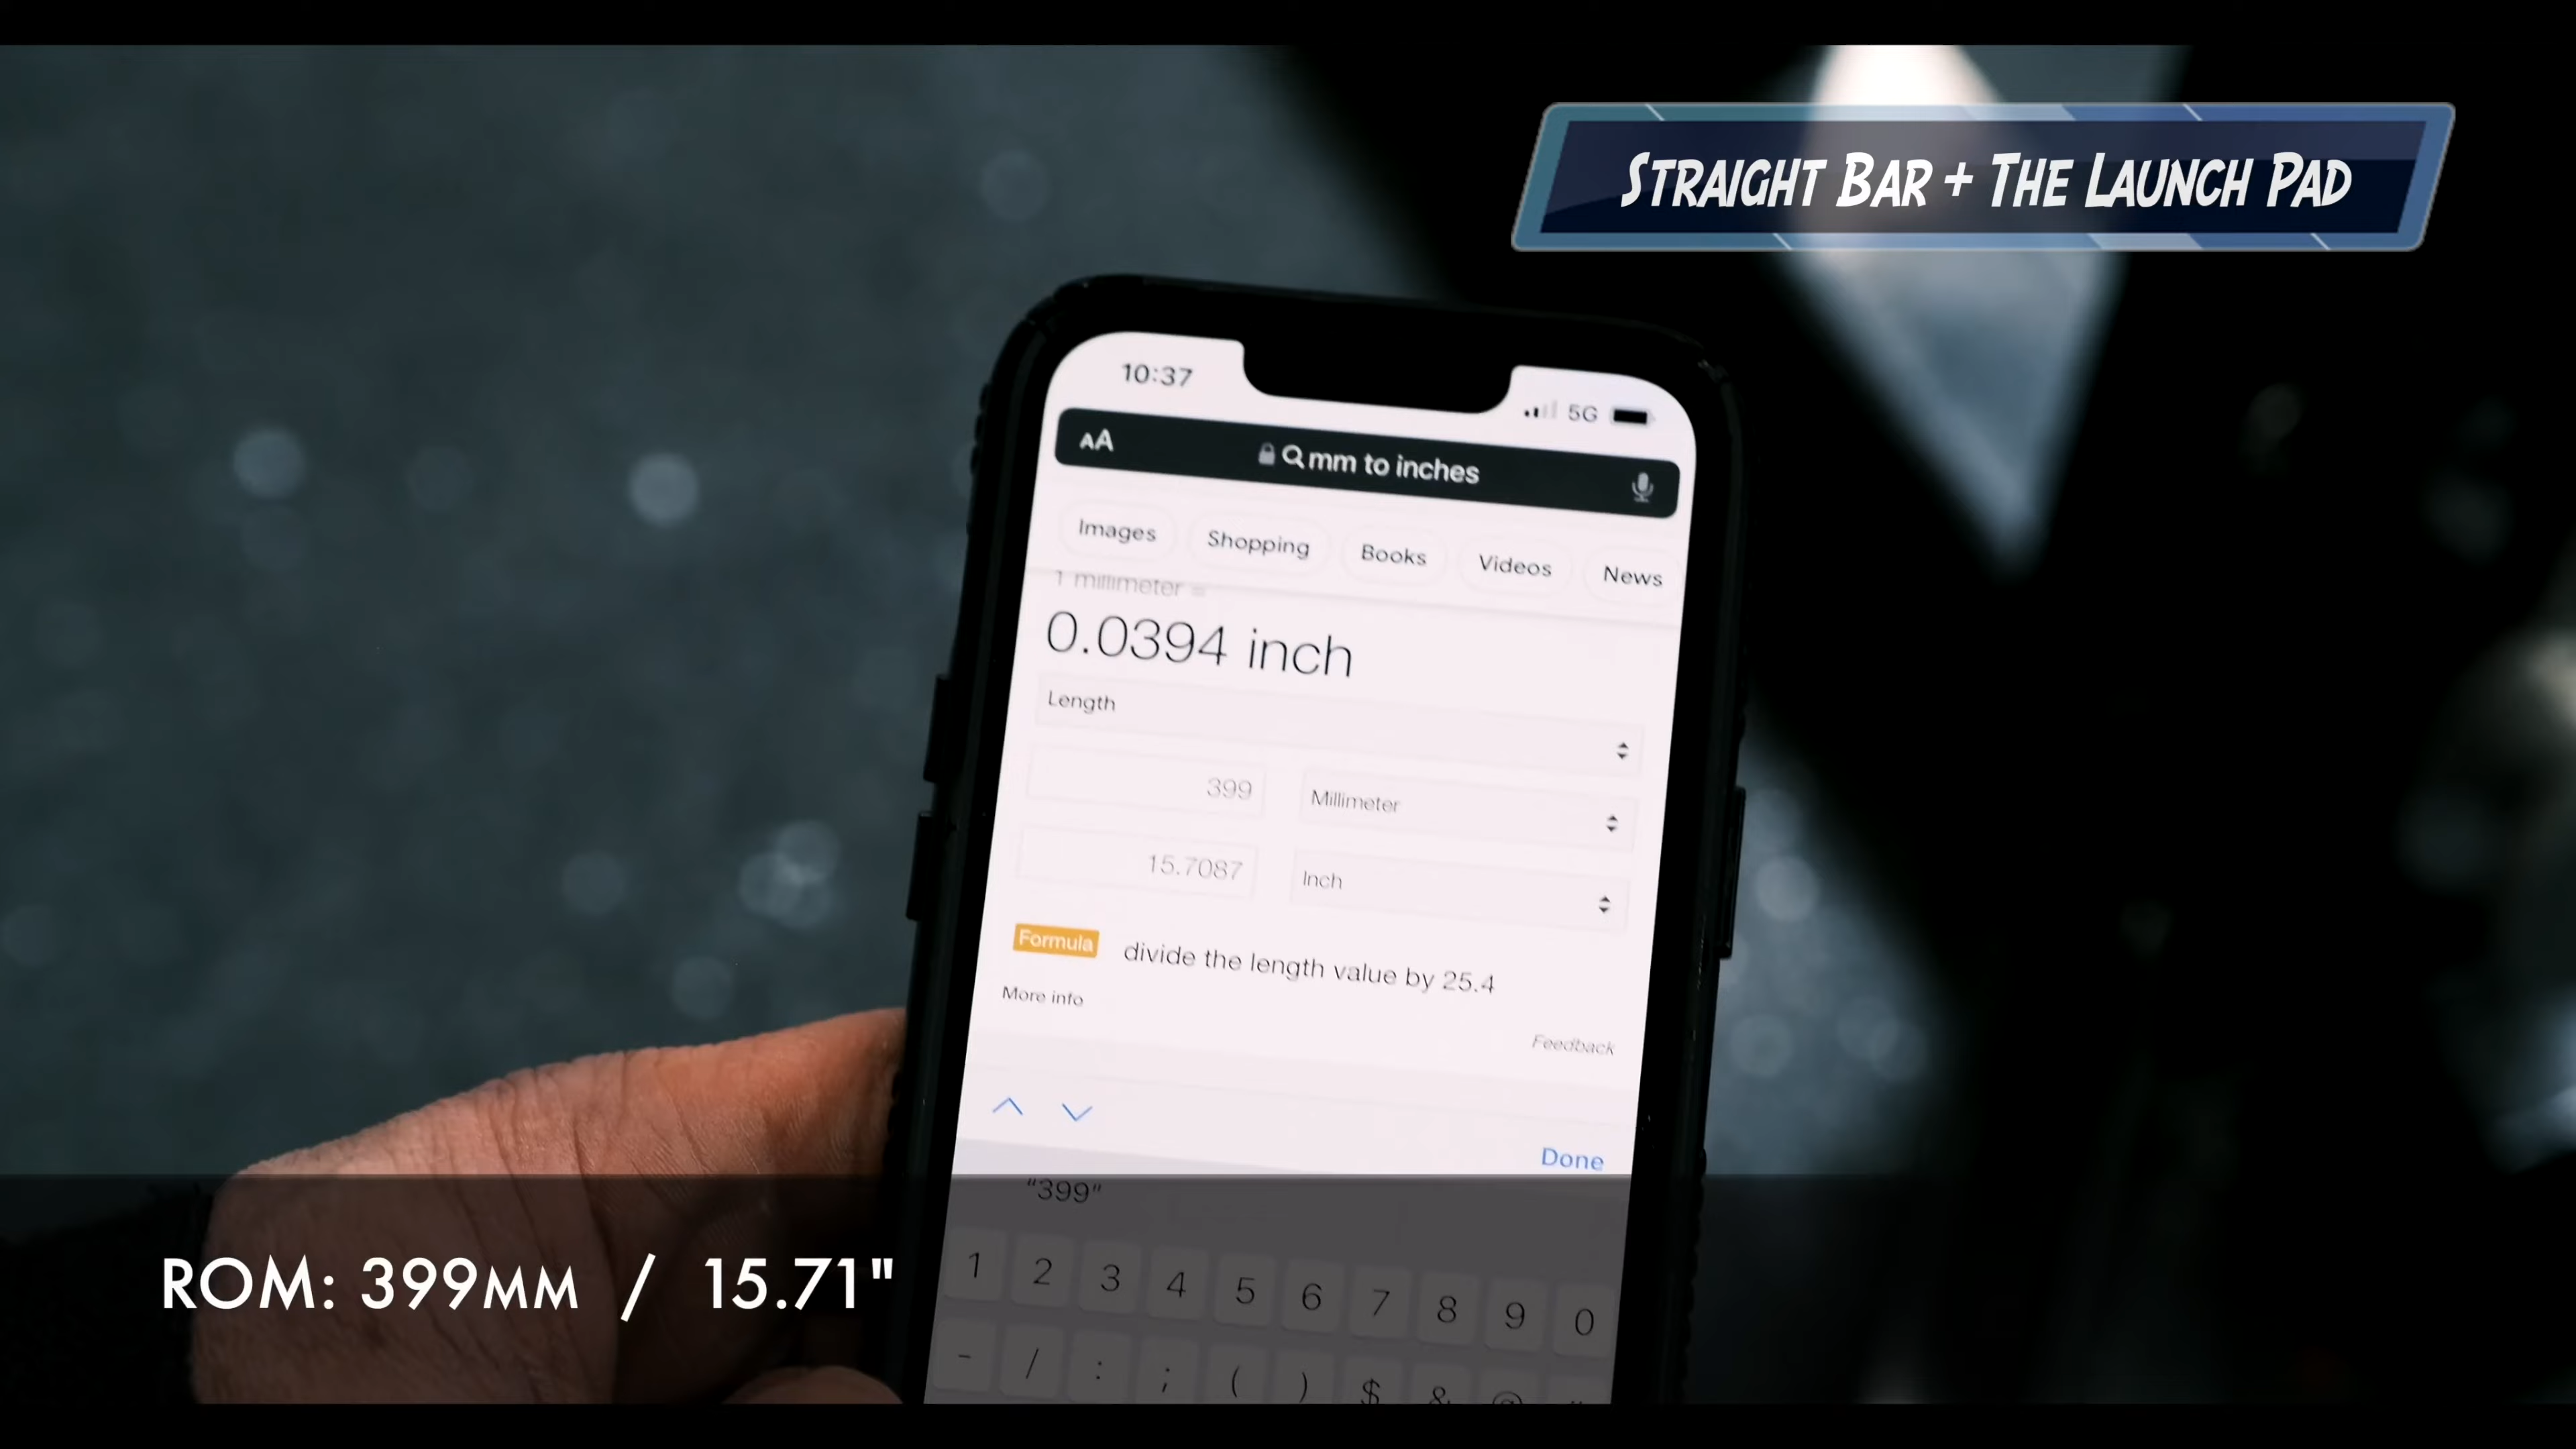 STRAIGHT BAR + THE LAUNCH PAD
10:37
5G
AA mm to inches
Images Shopping Books Videos News
1 millimeter =
0.0394 inch
Length
399 Millimeter
15.7087 Inch
Formula divide the length value by 25.4
More info
Feedback
Done
"399"
ROM: 399MM / 15.71"
1 2 3 4 5 6 7 8 9 0
- / : ; ( ) $ & @ "